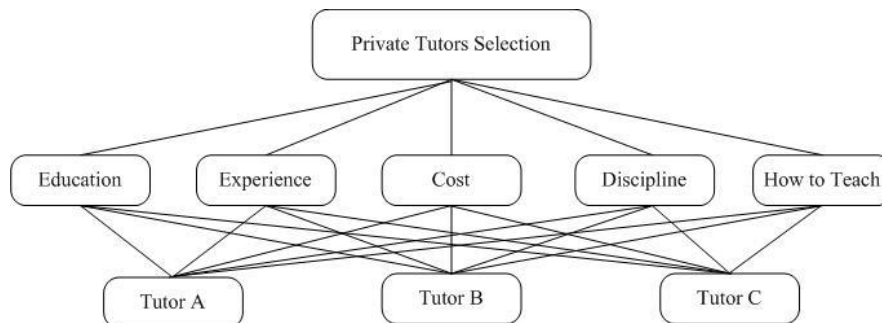 Private Tutors Selection
Education
Experience
Cost
Discipline
How to Teach
Tutor A
Tutor B
Tutor C